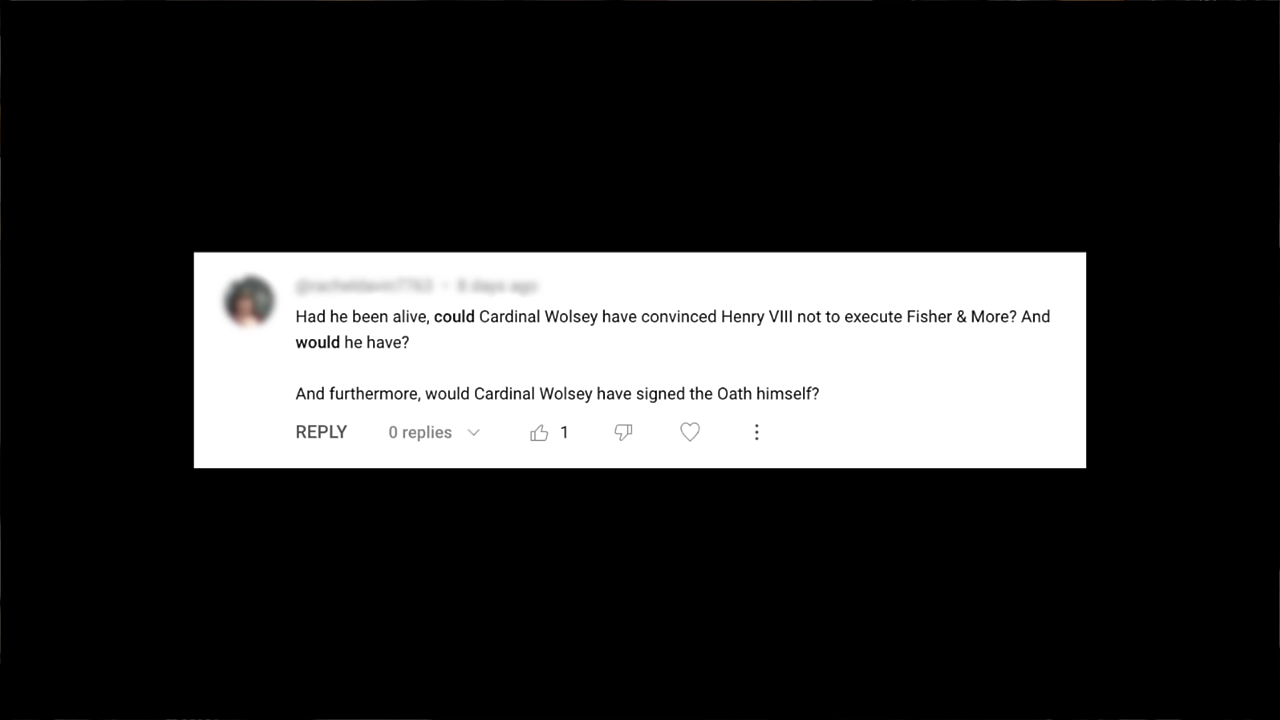 Had he been alive, could Cardinal Wolsey have convinced Henry VIII not to execute Fisher & More? And
would he have?
And furthermore, would Cardinal Wolsey have signed the Oath himself?
REPLY 0 replies 1